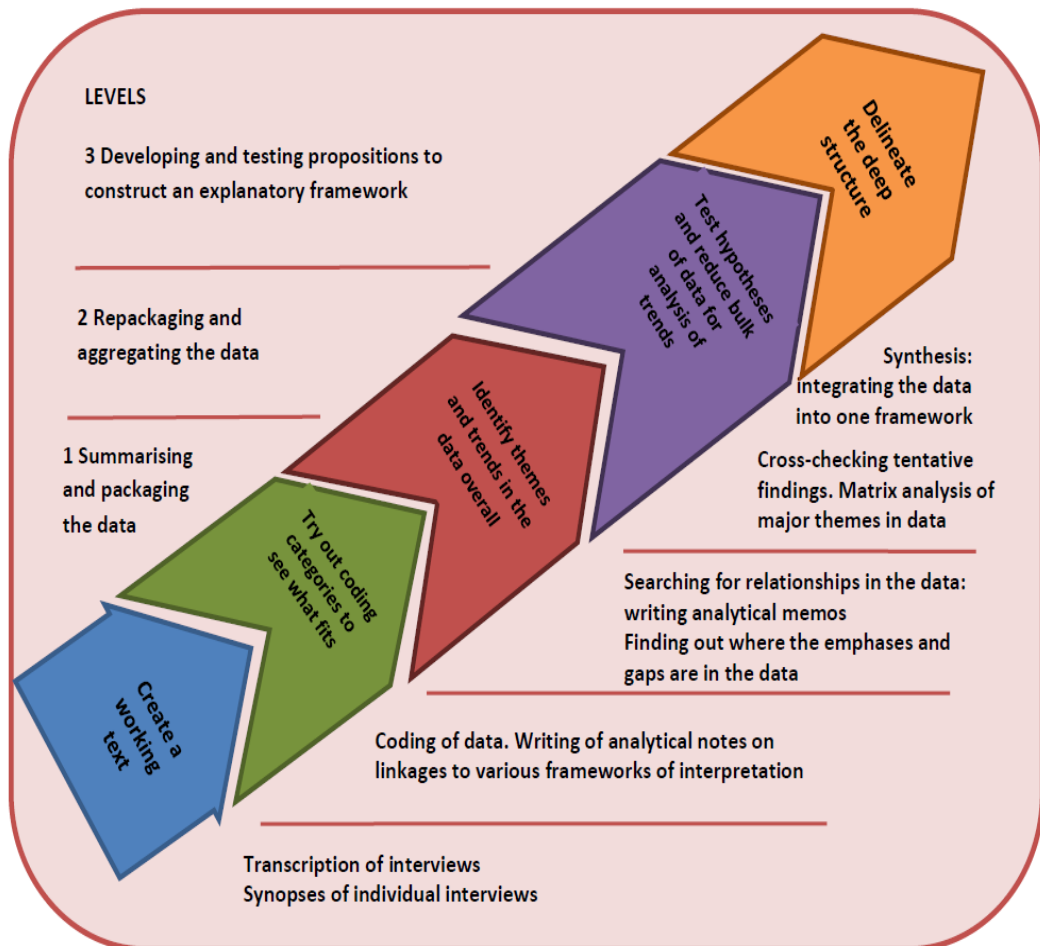 LEVELS
3 Developing and testing propositions to
construct an explanatory framework
2 Repackaging and
aggregating the data
1 Summarising
and packaging
the data
Delineate
the deep
structure
Test hypotheses
and reduce bulk
of data for
analysis of
trends
Identify themes
and trends in the
data overall
Try out coding
categories to
see what fits
Create a
working
text
Synthesis:
integrating the data
into one framework
Cross-checking tentative
findings. Matrix analysis of
major themes in data
Searching for relationships in the data:
writing analytical memos
Finding out where the emphases and
gaps are in the data
Coding of data. Writing of analytical notes on
linkages to various frameworks of interpretation
Transcription of interviews
Synopses of individual interviews